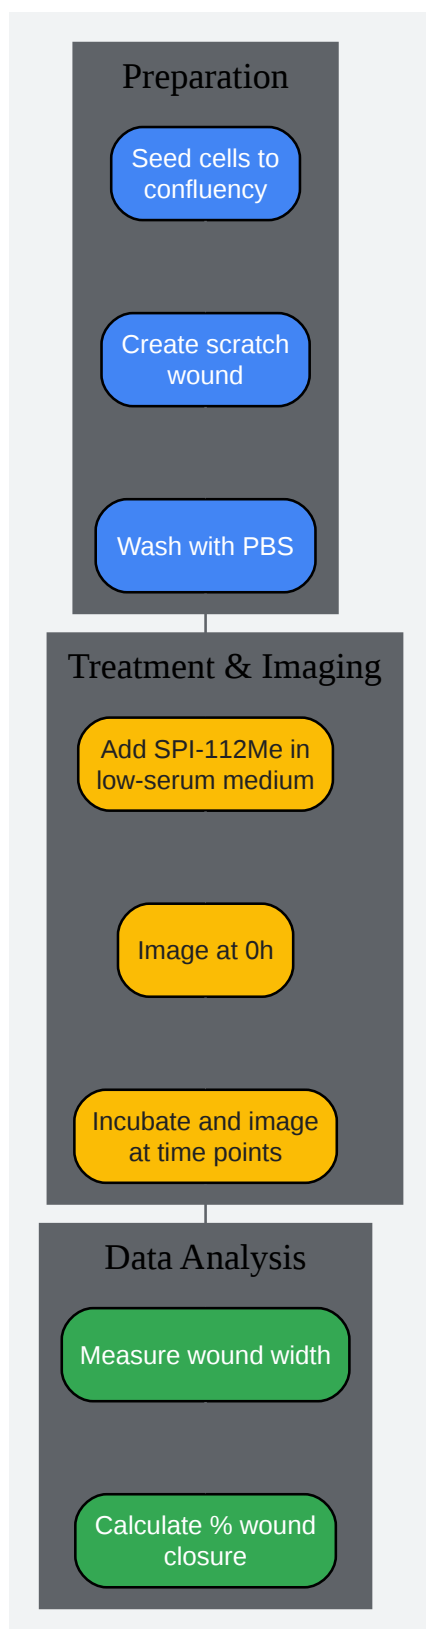 Preparation
Seed cells to
confluency
Create scratch
wound
Wash with PBS
Treatment & Imaging
Add SPI-112Me in
low-serum medium
Image at 0h
Incubate and image
at time points
Data Analysis
Measure wound width
Calculate % wound
closure